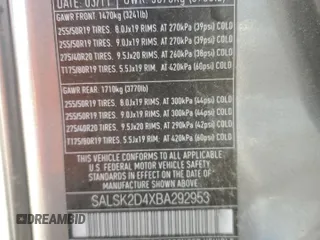 DATE: 03/11 GVWR:
GAWR FRONT: 1470kg (3241lb)
255/50R19 TIRES. 8.0Jx19 RIMS. AT 270kPa (39psi) COLD
255/50R19 TIRES. 9.0Jx19 RIMS. AT 270kPa (39psi) COLD
275/40R20 TIRES. 9.5Jx20 RIMS. AT 260kPa (38psi) COLD
T175/80R19 TIRES. 5.5Jx19 RIM. AT 420kPa (60psi) COLD
GAWR REAR: 1710kg (3770lb)
255/50R19 TIRES. 8.0Jx19 RIMS. AT 300kPa (44psi) COLD
255/50R19 TIRES. 9.0Jx19 RIMS. AT 300kPa (44psi) COLD
275/40R20 TIRES. 9.5Jx20 RIMS. AT 290kPa (42psi) COLD
T175/80R19 TIRES. 5.5Jx19 RIM. AT 420kPa (60psi) COLD
THIS VEHICLE CONFORMS TO ALL APPLICABLE
U.S FEDERAL MOTOR VEHICLE SAFETY
STANDARDS IN EFFECT ON THE DATE OF
MANUFACTURE SHOWN ABOVE.
SALSK2D4XBA292953